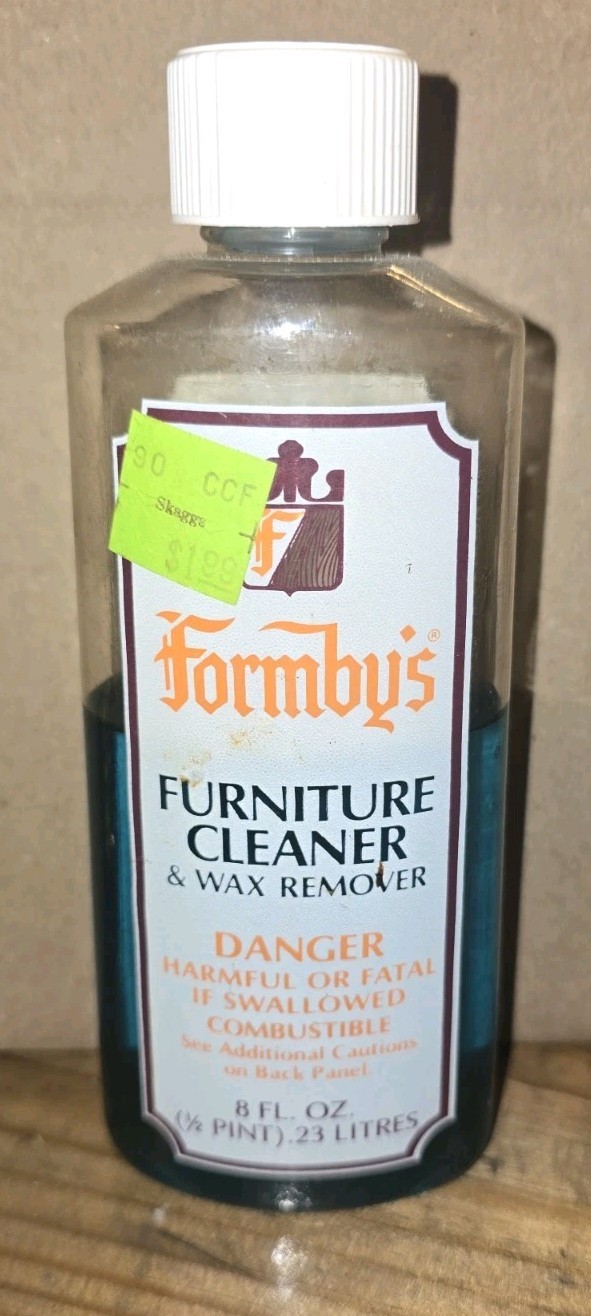 90 CCF
Skaggs
$1.99
F
Formby's®
FURNITURE
CLEANER
& WAX REMOVER
DANGER
HARMFUL OR FATAL
IF SWALLOWED
COMBUSTIBLE
See Additional Cautions
on Back Panel.
8 FL. OZ.
(½ PINT) .23 LITRES